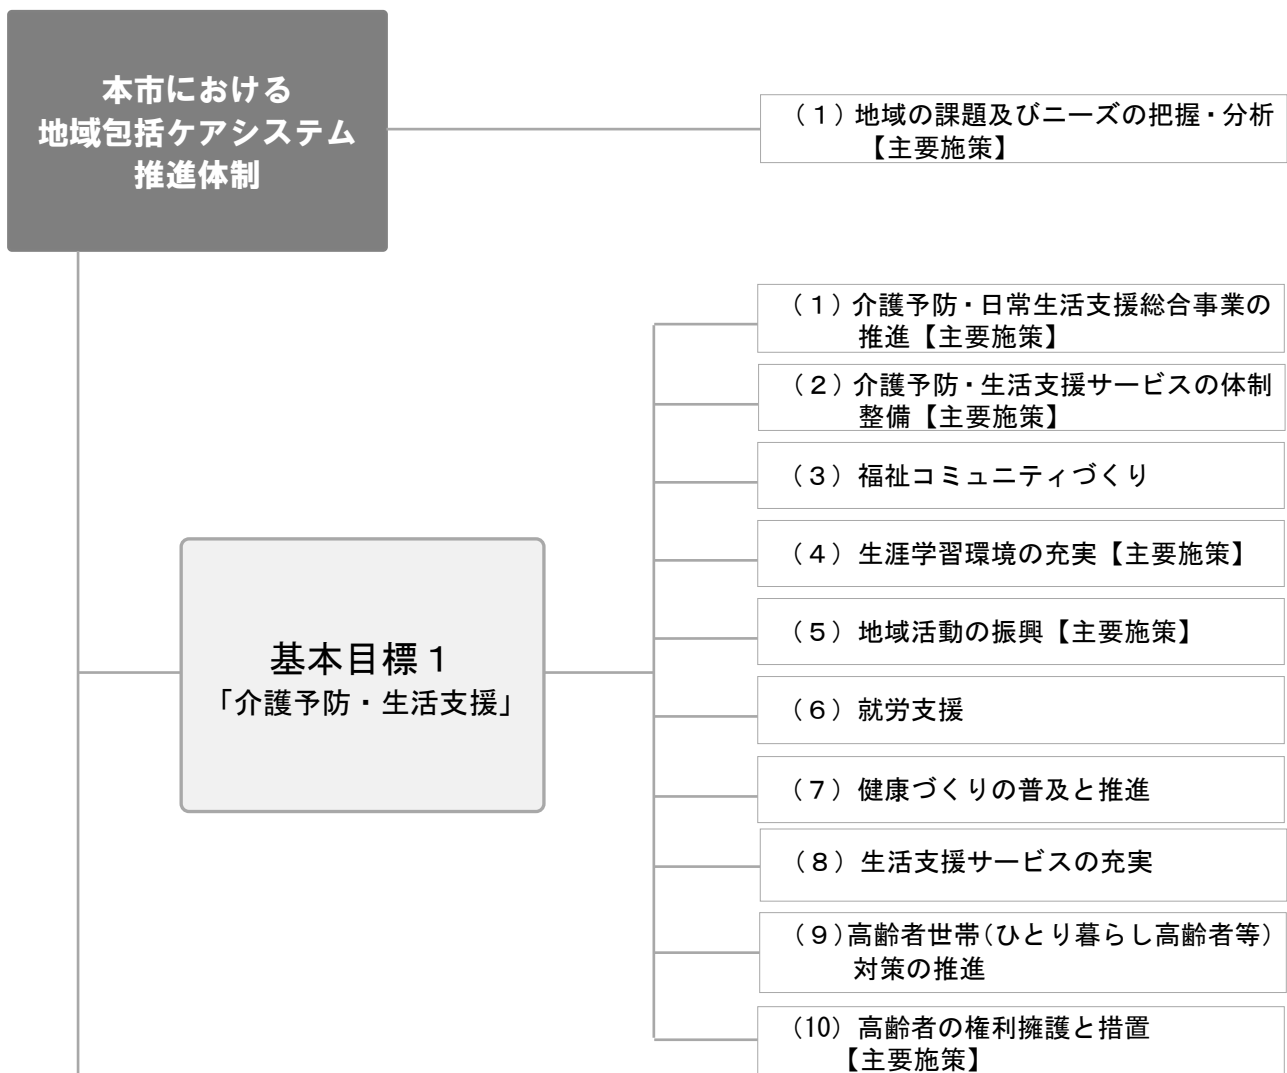 本市における
地域包括ケアシステム
推進体制
（１）地域の課題及びニーズの把握・分析
【主要施策】
（１）介護予防・日常生活支援総合事業の
推進【主要施策】
（２）介護予防・生活支援サービスの体制
整備【主要施策】
（３）福祉コミュニティづくり
（４）生涯学習環境の充実【主要施策】
基本目標１
「介護予防・生活支援」
（５）地域活動の振興【主要施策】
（６）就労支援
（７）健康づくりの普及と推進
（８）生活支援サービスの充実
（９）高齢者世帯（ひとり暮らし高齢者等）
対策の推進
（10）高齢者の権利擁護と措置
【主要施策】